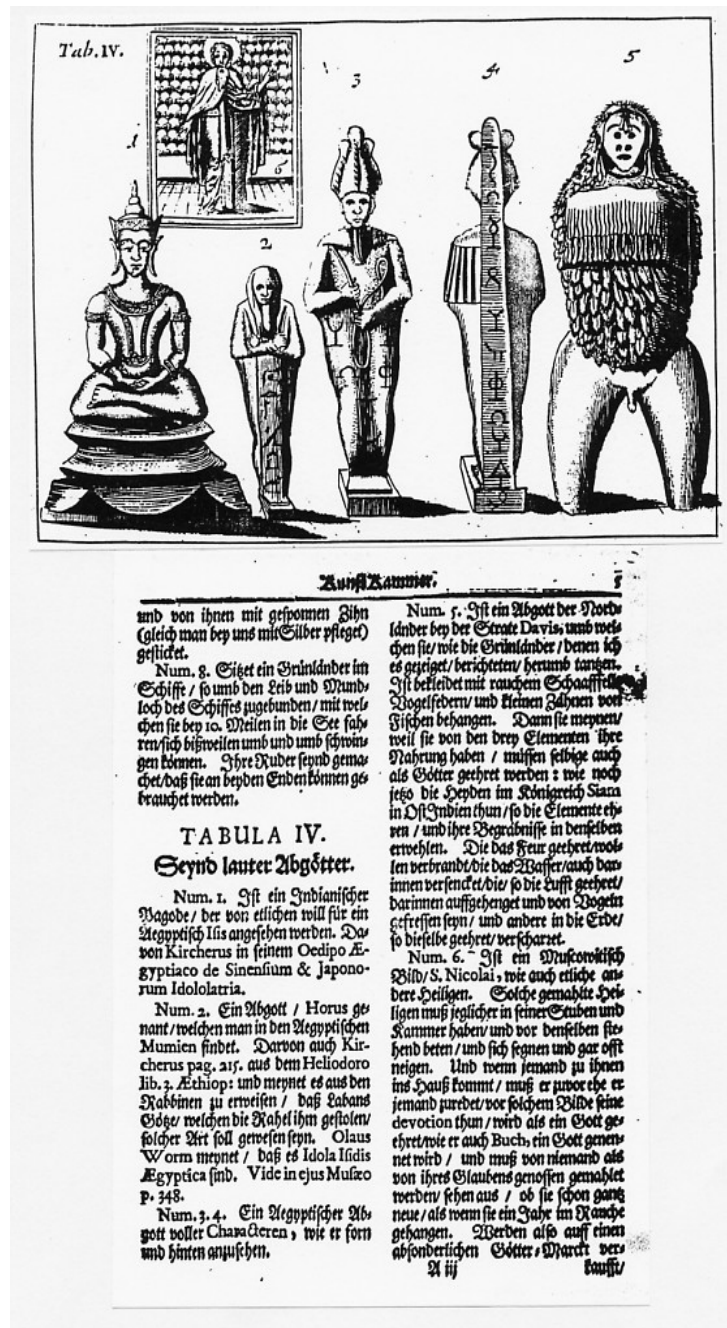 Tab. IV.
1
2
3
4
5
6
KunstKammer.
5
und von ihnen mit gesponnen Zihn
(gleich man bey uns mit Silber pfleget)
gesticket.
Num. 8. Sitzet ein Grünländer im
Schiffe / so umb den Leib und Mund-
loch des Schiffes zugebunden / mit wel-
chen sie bey 10. Meilen in die See fah-
ren / sich bißweilen umb und umb schwin-
gen können. Ihre Ruder seynd gema-
chet / daß sie an beyden Enden können ge-
brauchet werden.
TABULA IV.
Seynd lauter Abgötter.
Num. 1. Ist ein Indianischer
Pagode / der von etlichen will für ein
Aegyptisch Isis angesehen werden. Da-
von Kircherus in seinem Oedipo Æ-
gyptiaco de Sinensium & Japono-
rum Idololatria.
Num. 2. Ein Abgott / Horus ge-
nant / welchen man in den Aegyptischen
Mumien findet. Darvon auch Kir-
cherus pag. 215. aus dem Heliodoro
lib. 3. Æthiop: und meynet es aus den
Rabbinen zu erweisen / daß Labans
Götze / welchen die Rahel ihm gestolen /
solcher Art soll gewesen seyn. Olaus
Worm meynet / daß es Idola Isidis
Ægyptica sind. Vide in ejus Musæo
p. 348.
Num. 3. 4. Ein Aegyptischer Ab-
gott voller Characteren, wie er forn
und hinten anzusehen.
Num. 5. Ist ein Abgott der Nord-
länder bey der Strate Davis, umb wel-
chen sie / wie die Grünländer / denen ich
es gezeiget / berichteten / herumb tantzen.
Ist bekleidet mit rauchem Schaaffell
Vogelfedern / und kleinen Zähnen von
Fischen behangen. Dann sie meynen /
weil sie von den drey Elementen ihre
Nahrung haben / müssen selbige auch
als Götter geehret werden : wie noch
jetzo die Heyden im Königreich Siam
in OstIndien thun / so die Elemente eh-
ren / und ihre Begräbnisse in denselben
erwehlen. Die das Feur geehret / wol-
len verbrandt / die das Wasser / auch dar-
innen versencket / die / so die Lufft geehret /
darinnen auffgehenget und von Vogeln
gefressen seyn / und andere in die Erde /
so dieselbe geehret / verscharret.
Num. 6. Ist ein Muscowitisch
Bild / S. Nicolai, wie auch etliche an-
dere Heiligen. Solche gemahlte Hei-
ligen muß jeglicher in seiner Stuben und
Kammer haben / und vor denselben ste-
hend beten / und sich segnen und gar offt
neigen. Und wenn jemand zu ihnen
ins Hauß kommt / muß er zuvor ehe er
jemand zuredet / vor solchem Bilde seine
devotion thun / wird als ein Gott ge-
ehret / wie er auch Buch, ein Gott genen-
net wird / und muß von niemand als
von ihres Glaubens genossen gemahlet
werden / sehen aus / ob sie schon gantz
neue / als wenn sie ein Jahr im Rauche
gehangen. Werden also auff einen
absonderlichen Götter-Marckt ver-
A iij
kaufft /